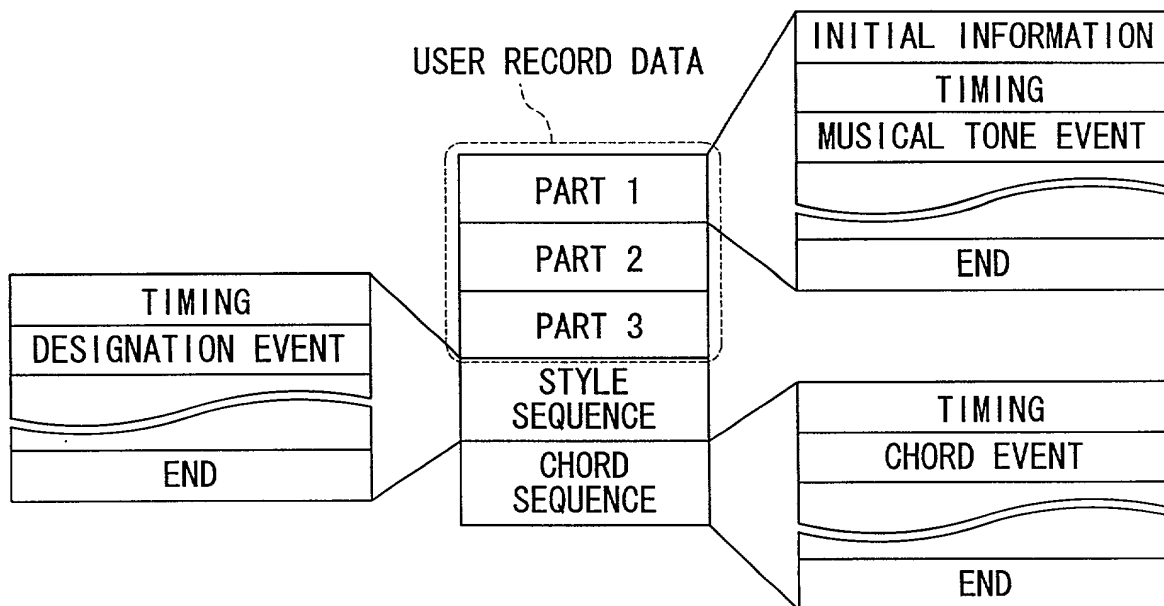 USER RECORD DATA
PART 1
PART 2
PART 3
STYLE
SEQUENCE
CHORD
SEQUENCE
INITIAL INFORMATION
TIMING
MUSICAL TONE EVENT
END
TIMING
DESIGNATION EVENT
END
TIMING
CHORD EVENT
END